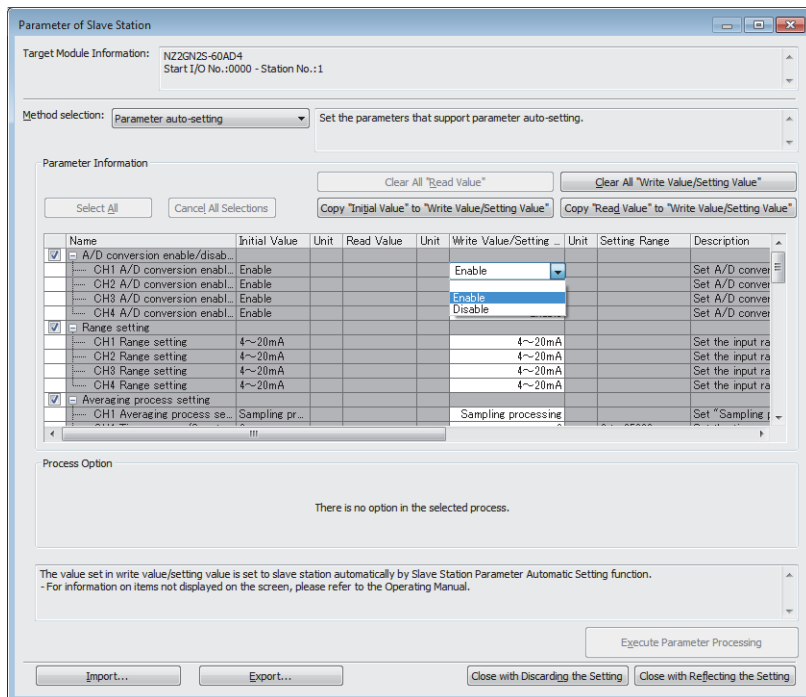 Parameter of Slave Station
Target Module Information:
NZ2GN2S-60AD4
Start I/O No.:0000 - Station No.:1
Method selection: Parameter auto-setting Set the parameters that support parameter auto-setting.
Parameter Information
Clear All "Read Value" Clear All "Write Value/Setting Value"
Select All Cancel All Selections Copy "Initial Value" to "Write Value/Setting Value" Copy "Read Value" to "Write Value/Setting Value"
Name Initial Value Unit Read Value Unit Write Value/Setting ... Unit Setting Range Description
A/D conversion enable/disab...
CH1 A/D conversion enabl... Enable Enable Set A/D conver
CH2 A/D conversion enabl... Enable Set A/D conver
CH3 A/D conversion enabl... Enable Enable Set A/D conver
CH4 A/D conversion enabl... Enable Disable Set A/D conver
Range setting
CH1 Range setting 4～20mA 4～20mA Set the input ra
CH2 Range setting 4～20mA 4～20mA Set the input ra
CH3 Range setting 4～20mA 4～20mA Set the input ra
CH4 Range setting 4～20mA 4～20mA Set the input ra
Averaging process setting
CH1 Averaging process se... Sampling pr... Sampling processing Set "Sampling p
Process Option
There is no option in the selected process.
The value set in write value/setting value is set to slave station automatically by Slave Station Parameter Automatic Setting function.
- For information on items not displayed on the screen, please refer to the Operating Manual.
Execute Parameter Processing
Import... Export... Close with Discarding the Setting Close with Reflecting the Setting